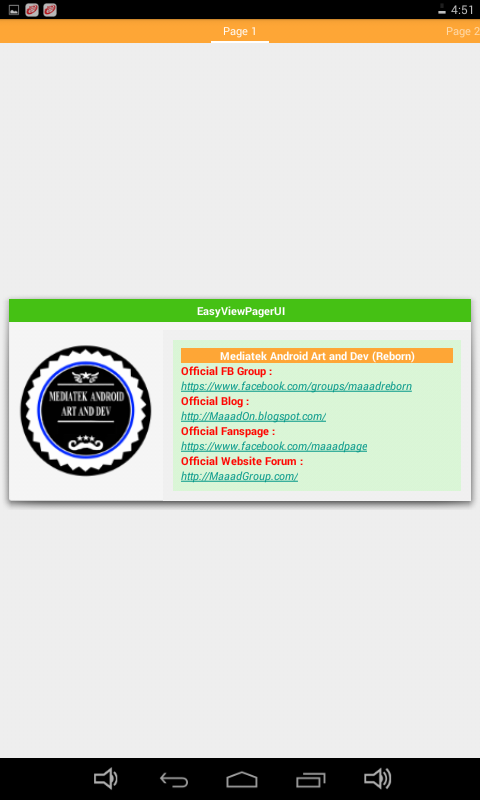 4:51
Page 1
Page 2
EasyViewPagerUI
MEDIATEK ANDROID
ART AND DEV
Mediatek Android Art and Dev (Reborn)
Official FB Group :
https://www.facebook.com/groups/maaadreborn
Official Blog :
http://MaaadOn.blogspot.com/
Official Fanspage :
https://www.facebook.com/maaadpage
Official Website Forum :
http://MaaadGroup.com/